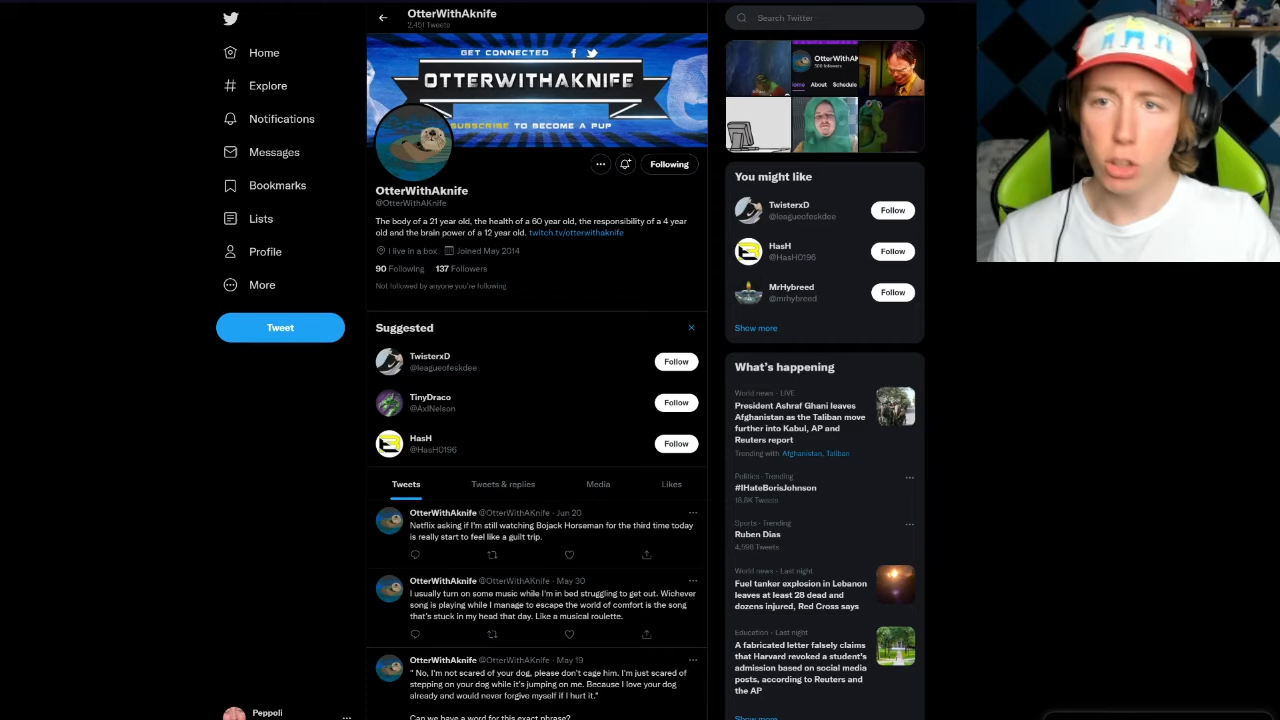 Home
Explore
Notifications
Messages
Bookmarks
Lists
Profile
More
Tweet
Peppoli
OtterWithAknife
2,451 Tweets
GET CONNECTED
OTTERWITHAKNIFE
SUBSCRIBE TO BECOME A PUP
Following
OtterWithAknife
@OtterWithAKnife
The body of a 21 year old, the health of a 60 year old, the responsibility of a 4 year
old and the brain power of a 12 year old. twitch.tv/otterwithaknife
I live in a box Joined May 2014
90 Following 137 Followers
Not followed by anyone you're following
Suggested
TwisterxD
@leagueofeskdee
Follow
TinyDraco
@AxlNelson
Follow
HasH
@HasH0196
Follow
Tweets Tweets & replies Media Likes
OtterWithAknife @OtterWithAKnife · Jun 20
Netflix asking if I'm still watching Bojack Horseman for the third time today
is really start to feel like a guilt trip.
OtterWithAknife @OtterWithAKnife · May 30
I usually turn on some music while I'm in bed struggling to get out. Wichever
song is playing while I manage to escape the world of comfort is the song
that's stuck in my head that day. Like a musical roulette.
OtterWithAknife @OtterWithAKnife · May 19
" No, I'm not scared of your dog, please don't cage him. I'm just scared of
stepping on your dog while it's jumping on me. Because I love your dog
already and would never forgive myself if I hurt it."
Can we have a word for this exact phrase?
Search Twitter
OtterWithAk
500 followers
Home About Schedule
You might like
TwisterxD
@leagueofeskdee
Follow
HasH
@HasH0196
Follow
MrHybreed
@mrhybreed
Follow
Show more
What's happening
World news · LIVE
President Ashraf Ghani leaves
Afghanistan as the Taliban move
further into Kabul, AP and
Reuters report
Trending with Afghanistan, Taliban
Politics · Trending
#IHateBorisJohnson
Sports · Trending
Ruben Dias
World news · Last night
Fuel tanker explosion in Lebanon
leaves at least 28 dead and
dozens injured, Red Cross says
Education · Last night
A fabricated letter falsely claims
that Harvard revoked a student's
admission based on social media
posts, according to Reuters and
the AP
Show more